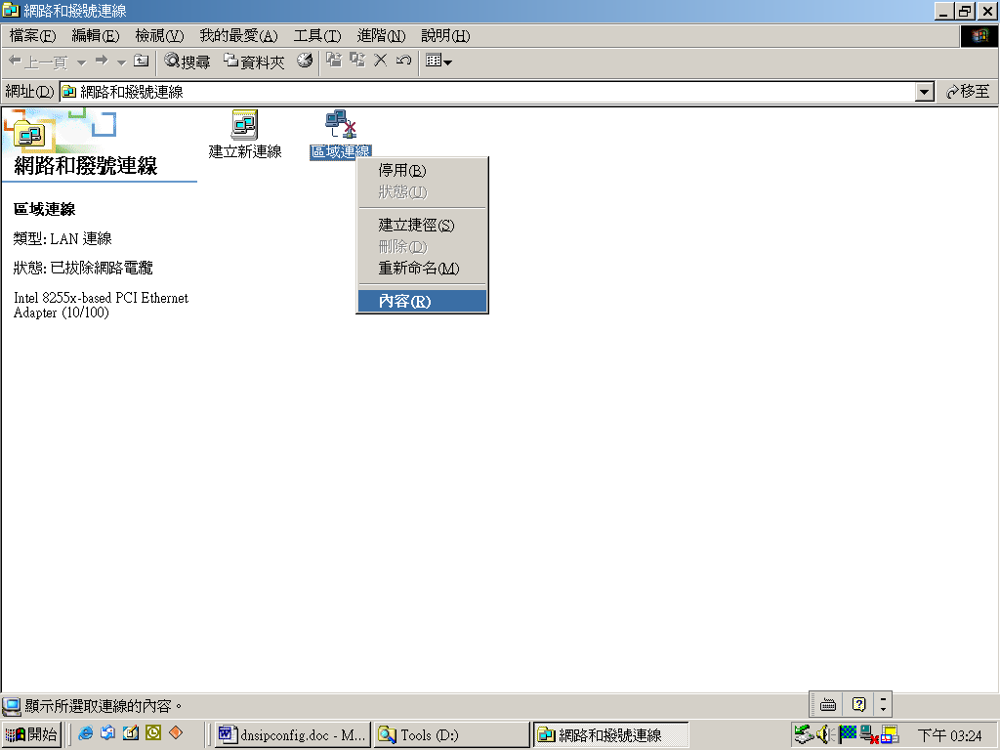 網路和撥號連線
檔案(F) 編輯(E) 檢視(V) 我的最愛(A) 工具(T) 進階(N) 說明(H)
上一頁 搜尋 資料夾
網址(D) 網路和撥號連線 移至
網路和撥號連線
區域連線
類型: LAN 連線
狀態: 已拔除網路電纜
Intel 8255x-based PCI Ethernet
Adapter (10/100)
建立新連線
區域連線
停用(B)
狀態(U)
建立捷徑(S)
刪除(D)
重新命名(M)
內容(R)
顯示所選取連線的內容。
開始 dnsipconfig.doc - M... Tools (D:) 網路和撥號連線 下午 03:24